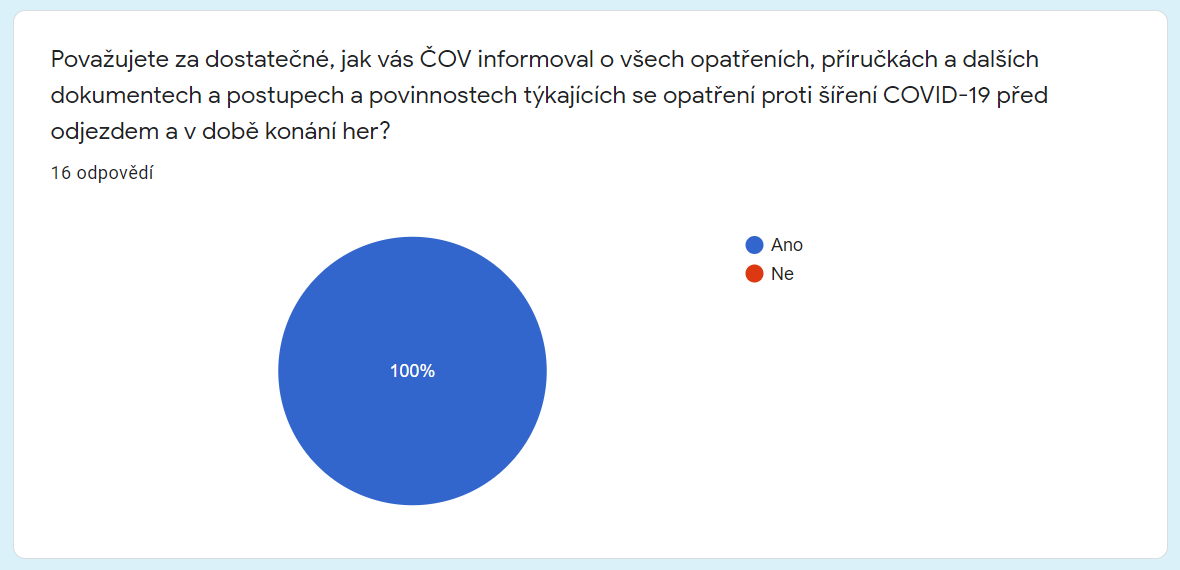 Považujete za dostatečné, jak vás ČOV informoval o všech opatřeních, příručkách a dalších
dokumentech a postupech a povinnostech týkajících se opatření proti šíření COVID-19 před
odjezdem a v době konání her?
16 odpovědí
Ano
Ne
100%